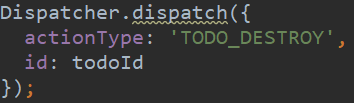 Dispatcher.dispatch({
  actionType: 'TODO_DESTROY',
  id: todoId
});